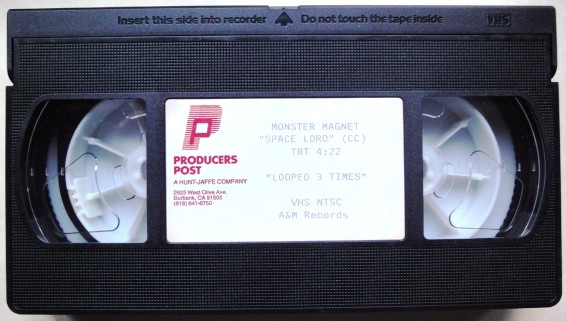 Insert this side into recorder Do not touch the tape inside VHS
P
PRODUCERS
POST
A HUNT-JAFFE COMPANY
2625 West Olive Ave.
Burbank, CA 91505
(818) 841-6750
MONSTER MAGNET
"SPACE LORD" (CC)
TRT 4:22
*LOOPED 3 TIMES*
VHS NTSC
A&M Records